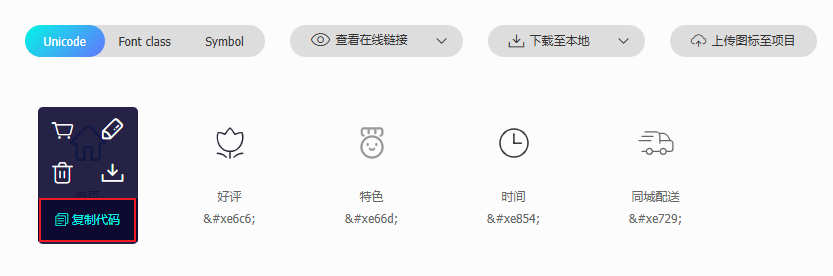 Unicode Font class Symbol 查看在线链接 下载至本地 上传图标至项目
首页 好评 特色 时间 同城配送
复制代码 &#xe6c6; &#xe66d; &#xe854; &#xe729;